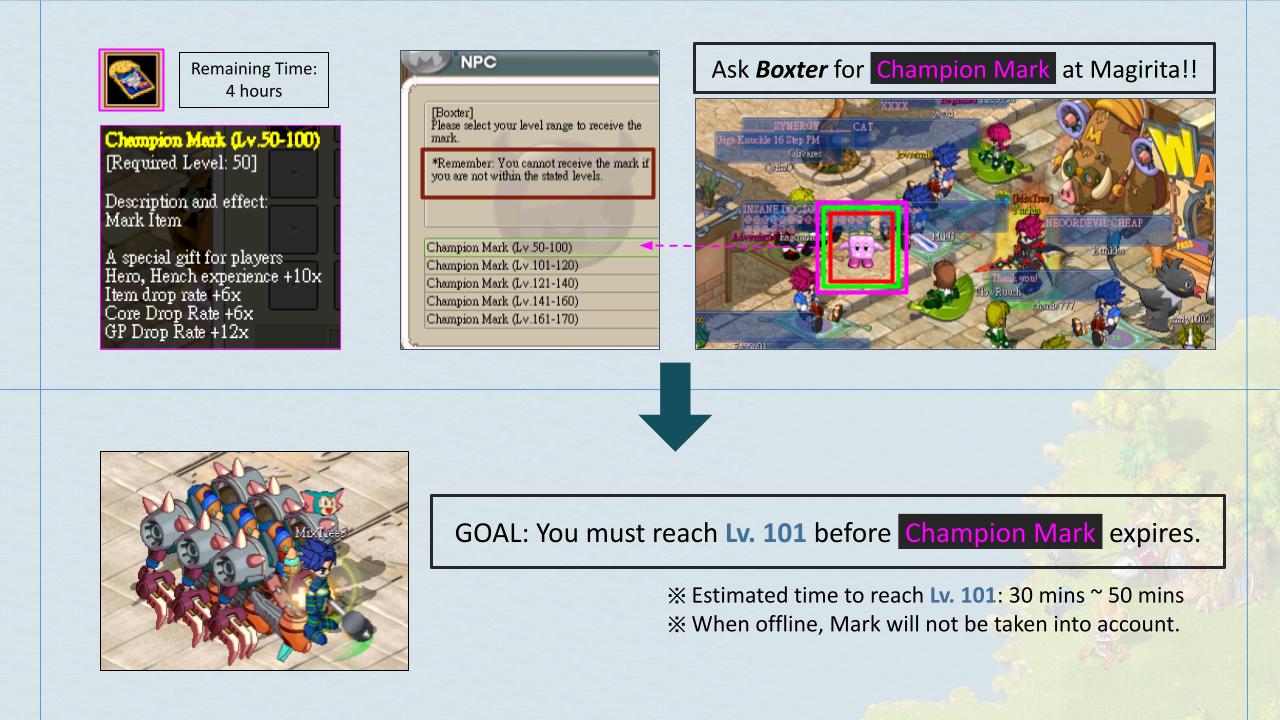 Remaining Time:
4 hours
Champion Mark (Lv.50-100)
[Required Level: 50]
Description and effect:
Mark Item
A special gift for players
Hero, Hench experience +10x
Item drop rate +6x
Core Drop Rate +6x
GP Drop Rate +12x
NPC
[Boxter]
Please select your level range to receive the
mark.
*Remember: You cannot receive the mark if
you are not within the stated levels.
Champion Mark (Lv.50-100)
Champion Mark (Lv.101-120)
Champion Mark (Lv.121-140)
Champion Mark (Lv.141-160)
Champion Mark (Lv.161-170)
Ask Boxter for Champion Mark at Magirita!!
XXXX
SYNERGY CAT
Giga Knuckle 16 Step PM
Olivares
INSANE
[MixTree]
NEOORDEVIL CHEAP
Thank you!
WA
MixTrees
GOAL: You must reach Lv. 101 before Champion Mark expires.
※ Estimated time to reach Lv. 101: 30 mins ~ 50 mins
※ When offline, Mark will not be taken into account.